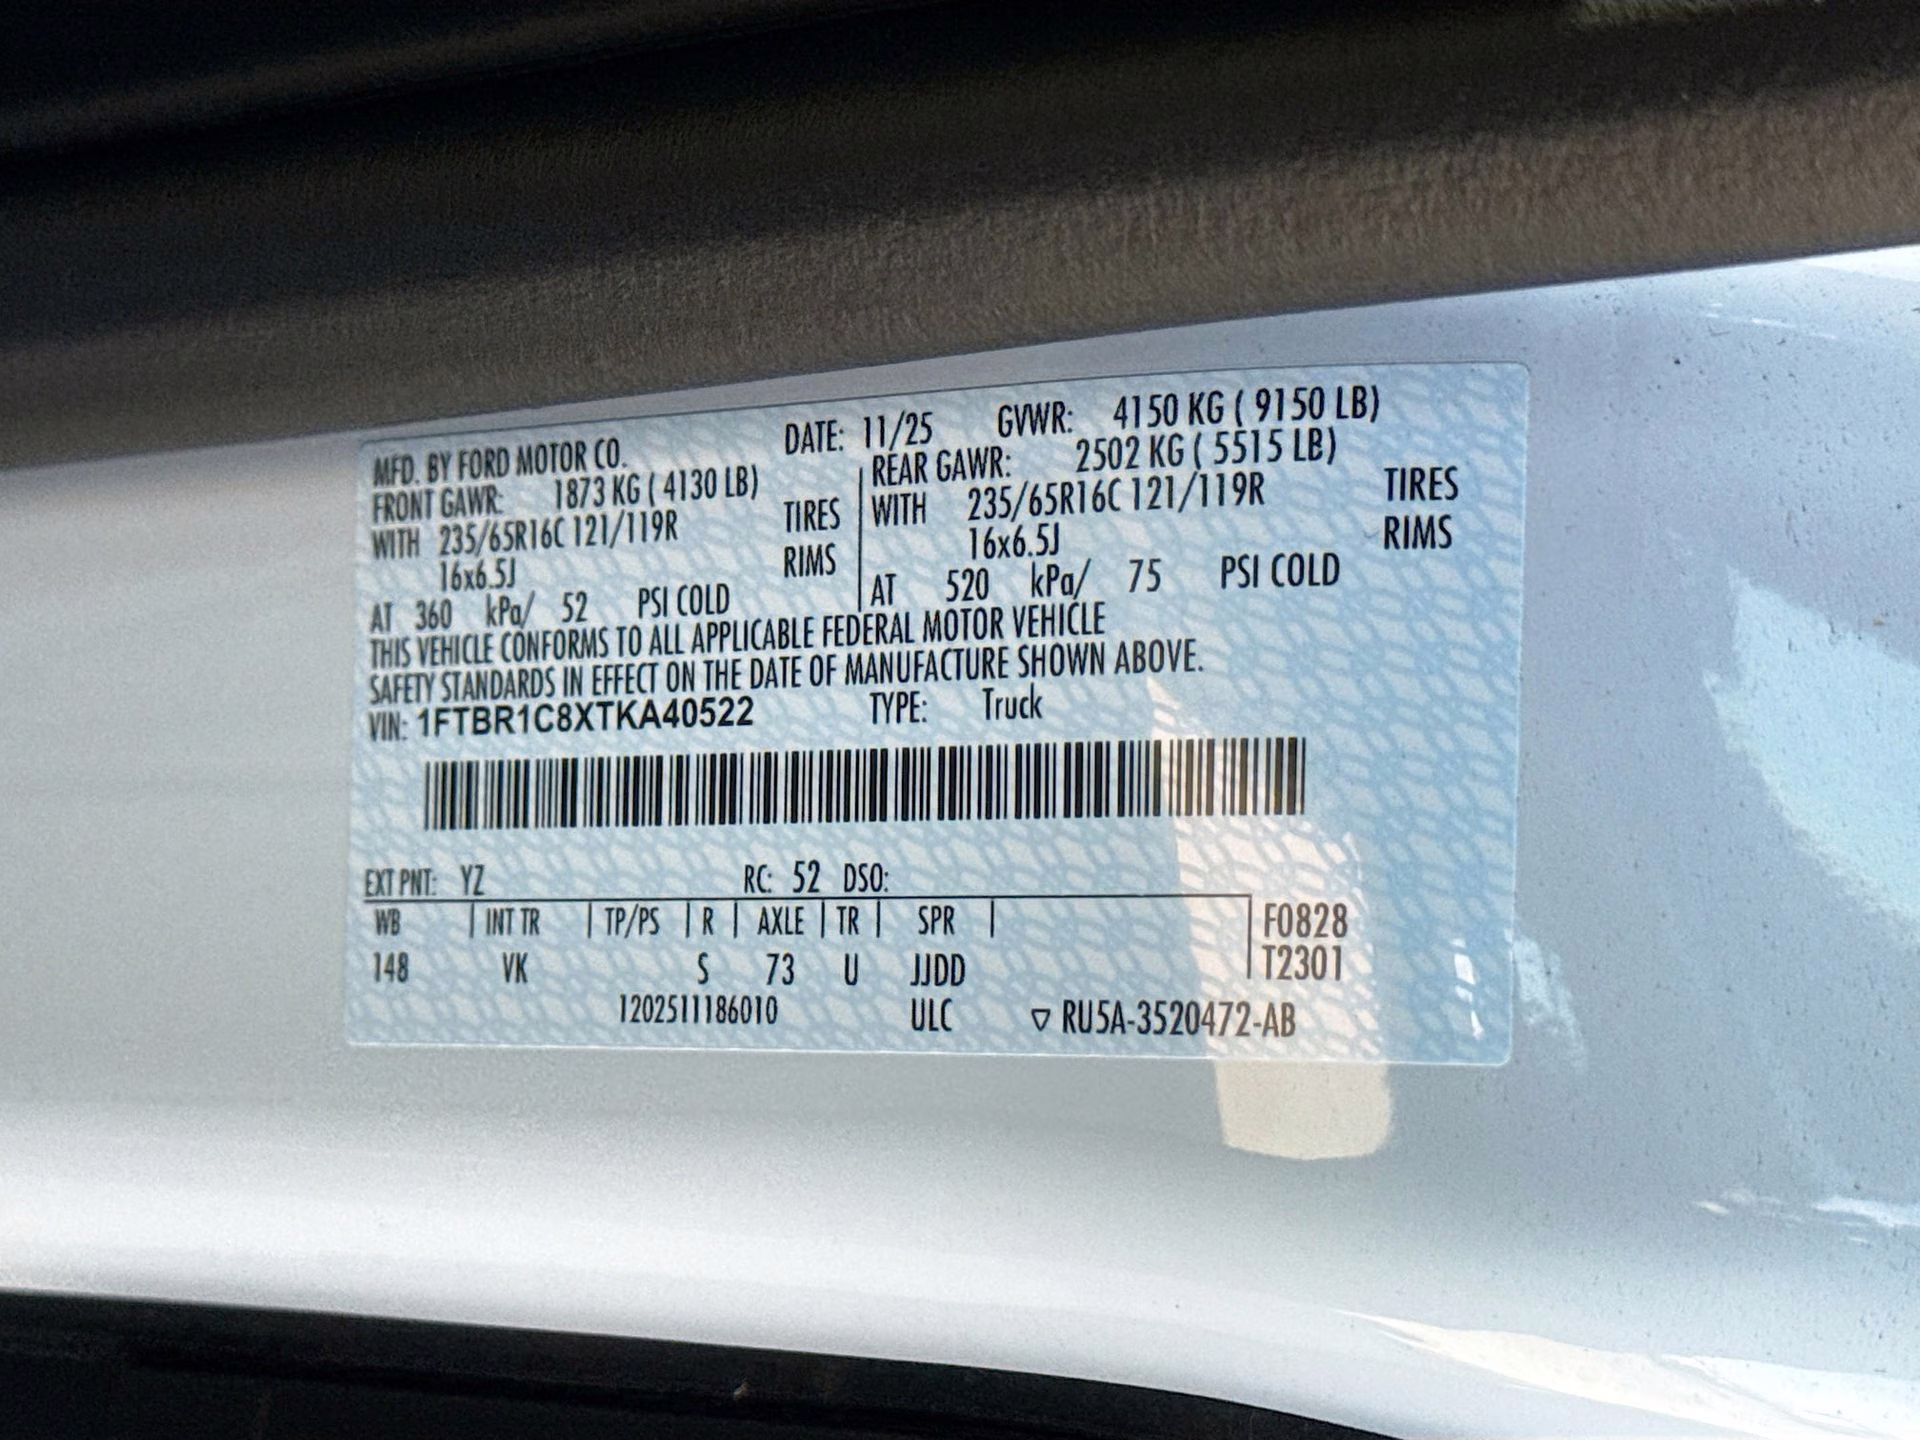 MFD. BY FORD MOTOR CO. DATE: 11/25 GVWR: 4150 KG ( 9150 LB)
FRONT GAWR: 1873 KG ( 4130 LB) REAR GAWR: 2502 KG ( 5515 LB)
WITH 235/65R16C 121/119R TIRES WITH 235/65R16C 121/119R TIRES
16x6.5J RIMS 16x6.5J RIMS
AT 360 kPa/ 52 PSI COLD AT 520 kPa/ 75 PSI COLD
THIS VEHICLE CONFORMS TO ALL APPLICABLE FEDERAL MOTOR VEHICLE
SAFETY STANDARDS IN EFFECT ON THE DATE OF MANUFACTURE SHOWN ABOVE.
VIN: 1FTBR1C8XTKA40522 TYPE: Truck
EXT PNT: YZ RC: 52 DSO:
WB | INT TR | TP/PS | R | AXLE | TR | SPR | F0828
148 VK S 73 U JJDD T2301
1202511186010 ULC ▽ RU5A-3520472-AB